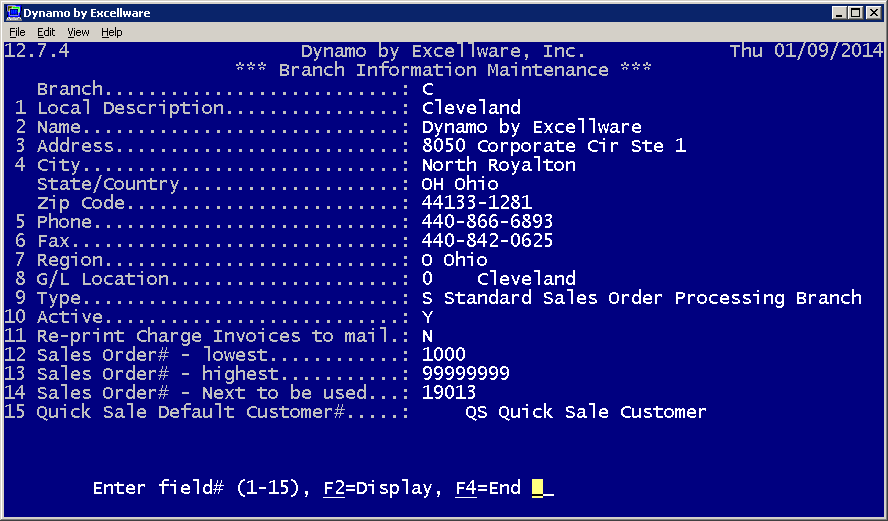 Dynamo by Excellware
File Edit View Help
12.7.4 Dynamo by Excellware, Inc. Thu 01/09/2014
*** Branch Information Maintenance ***
Branch...........................: C
1 Local Description................: Cleveland
2 Name.............................: Dynamo by Excellware
3 Address..........................: 8050 Corporate Cir Ste 1
4 City.............................: North Royalton
State/Country....................: OH Ohio
Zip Code.........................: 44133-1281
5 Phone............................: 440-866-6893
6 Fax..............................: 440-842-0625
7 Region...........................: O Ohio
8 G/L Location.....................: 0 Cleveland
9 Type.............................: S Standard Sales Order Processing Branch
10 Active...........................: Y
11 Re-print Charge Invoices to mail.: N
12 Sales Order# - lowest............: 1000
13 Sales Order# - highest...........: 99999999
14 Sales Order# - Next to be used...: 19013
15 Quick Sale Default Customer#.....: QS Quick Sale Customer
Enter field# (1-15), F2=Display, F4=End